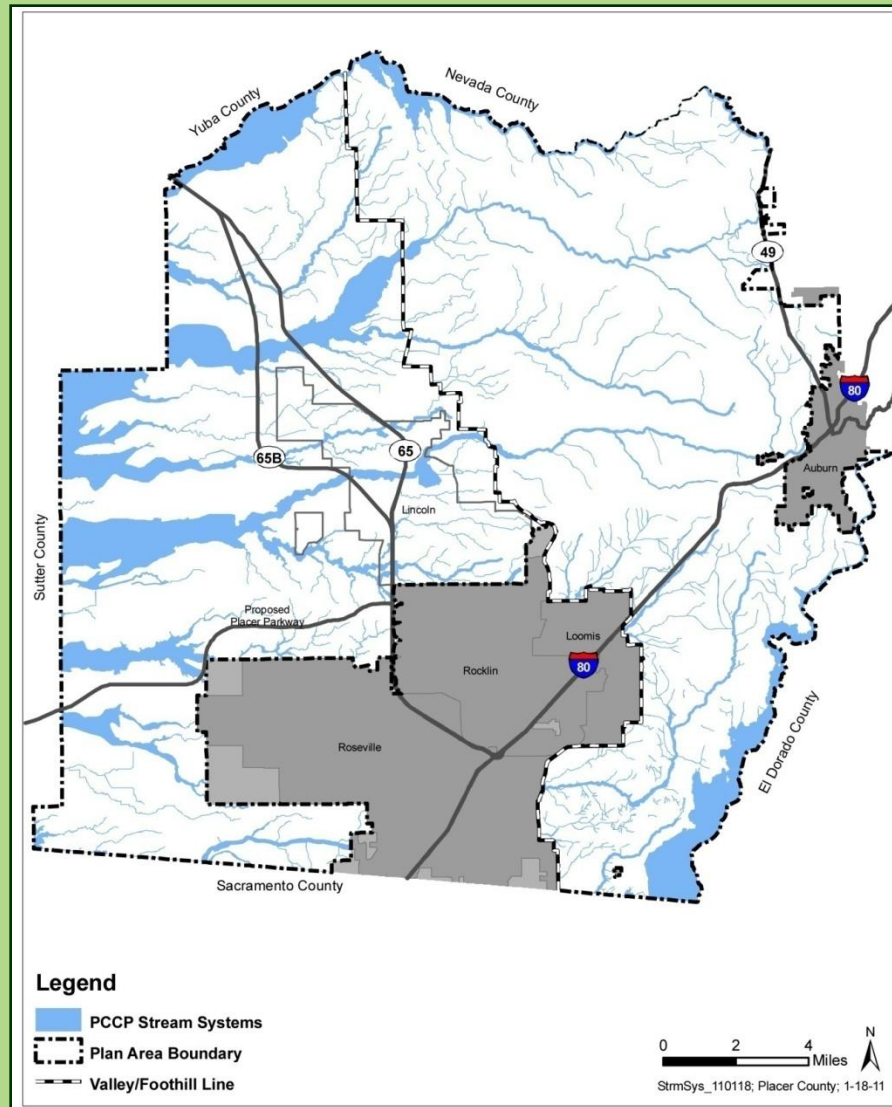 Yuba County
Nevada County
49
80
Auburn
65B
65
Lincoln
Sutter County
Proposed
Placer Parkway
Loomis
Rocklin
80
Roseville
El Dorado County
Sacramento County
Legend
PCCP Stream Systems
Plan Area Boundary
Valley/Foothill Line
0 2 4
Miles
N
StrmSys_110118; Placer County; 1-18-11